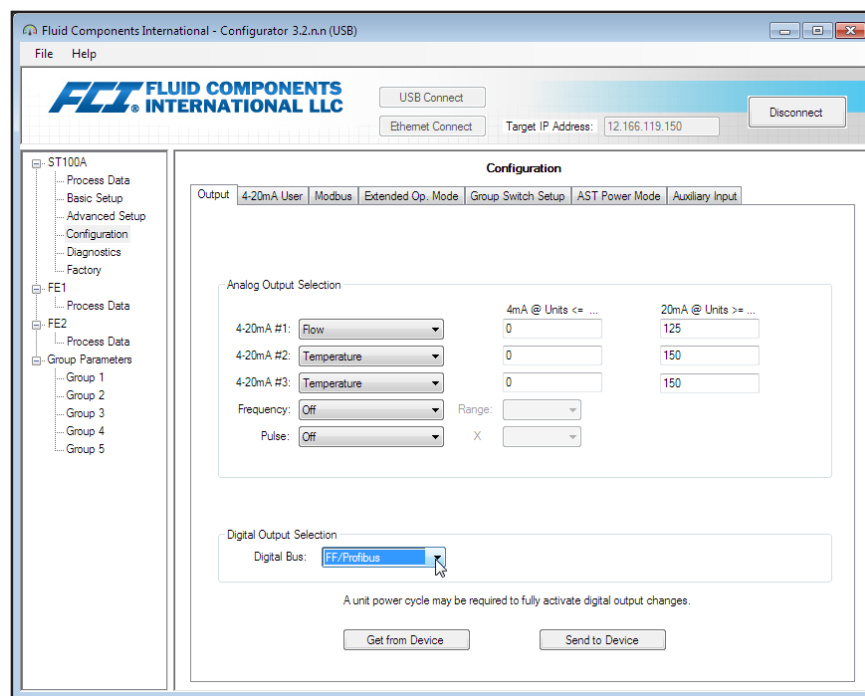 Fluid Components International - Configurator 3.2.n.n (USB)
File Help
FCI FLUID COMPONENTS
® INTERNATIONAL LLC
USB Connect
Ethernet Connect Target IP Address: 12.166.119.150
Disconnect
ST100A
Process Data
Basic Setup
Advanced Setup
Configuration
Diagnostics
Factory
FE1
Process Data
FE2
Process Data
Group Parameters
Group 1
Group 2
Group 3
Group 4
Group 5
Configuration
Output 4-20mA User Modbus Extended Op. Mode Group Switch Setup AST Power Mode Auxiliary Input
Analog Output Selection
4mA @ Units <= ... 20mA @ Units >= ...
4-20mA #1: Flow 0 125
4-20mA #2: Temperature 0 150
4-20mA #3: Temperature 0 150
Frequency: Off Range:
Pulse: Off X
Digital Output Selection
Digital Bus: FF/Profibus
A unit power cycle may be required to fully activate digital output changes.
Get from Device Send to Device